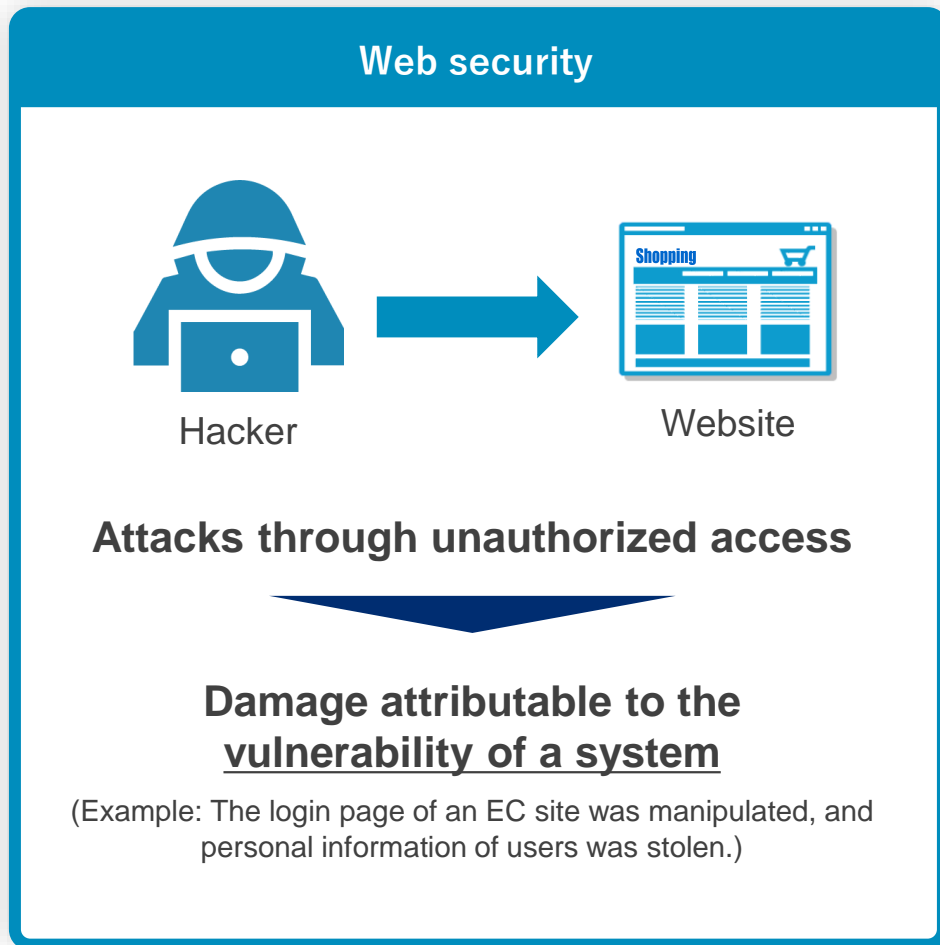 Web security
Shopping
Hacker
Website
Attacks through unauthorized access
Damage attributable to the
vulnerability of a system
(Example: The login page of an EC site was manipulated, and
personal information of users was stolen.)